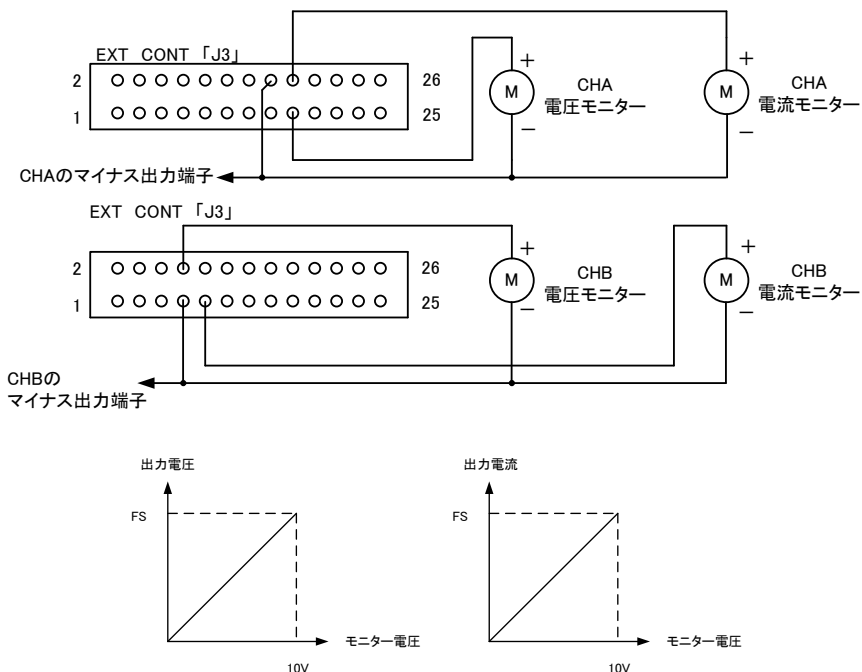 EXT CONT 「J3」
2
26
1
25
+
M
−
CHA
電圧モニター
+
M
−
CHA
電流モニター
CHAのマイナス出力端子
EXT CONT 「J3」
2
26
1
25
+
M
−
CHB
電圧モニター
+
M
−
CHB
電流モニター
CHBの
マイナス出力端子
出力電圧
FS
モニター電圧
10V
出力電流
FS
モニター電圧
10V